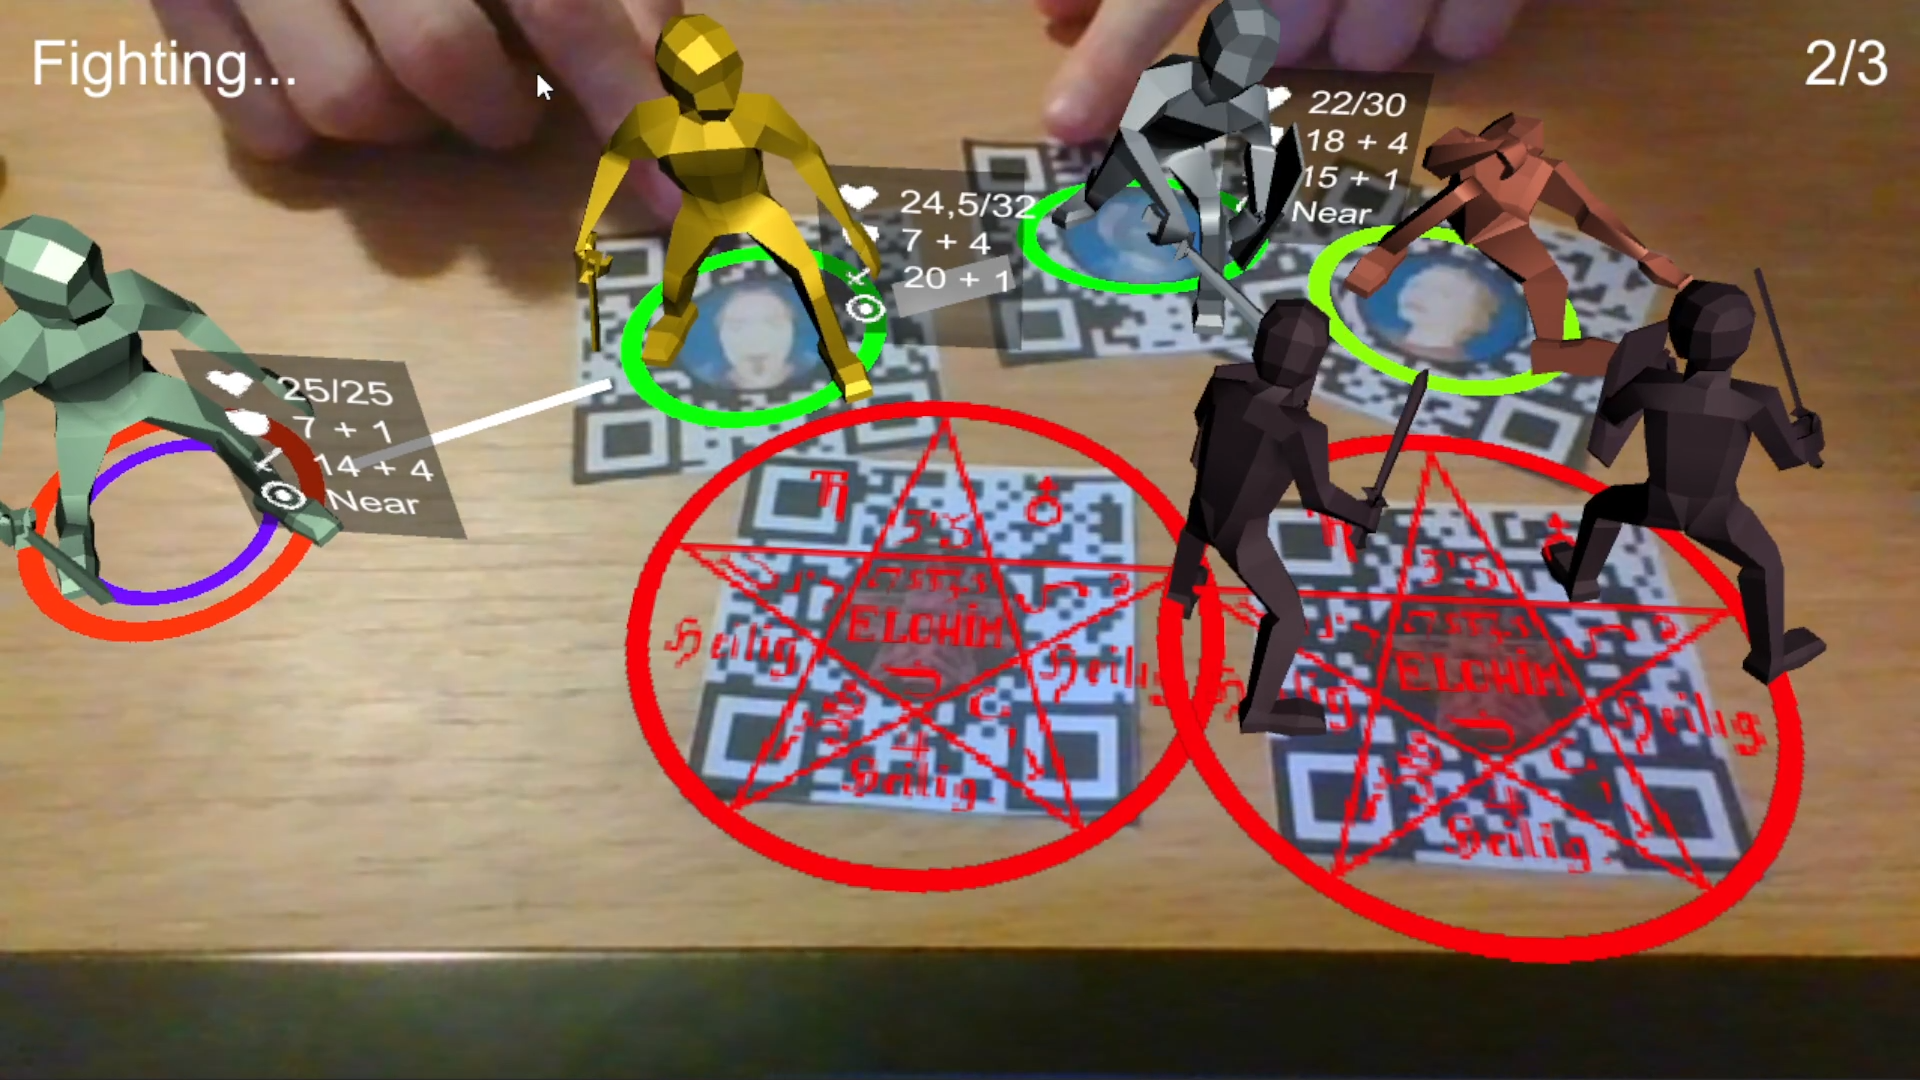 Fighting...
2/3
22/30
18 + 4
15 + 1
Near
24,5/32
7 + 4
20 + 1
25/25
7 + 1
14 + 4
Near
ELOHIM
Heilig
Heilig
Heilig
ELOHIM
Heilig
Heilig